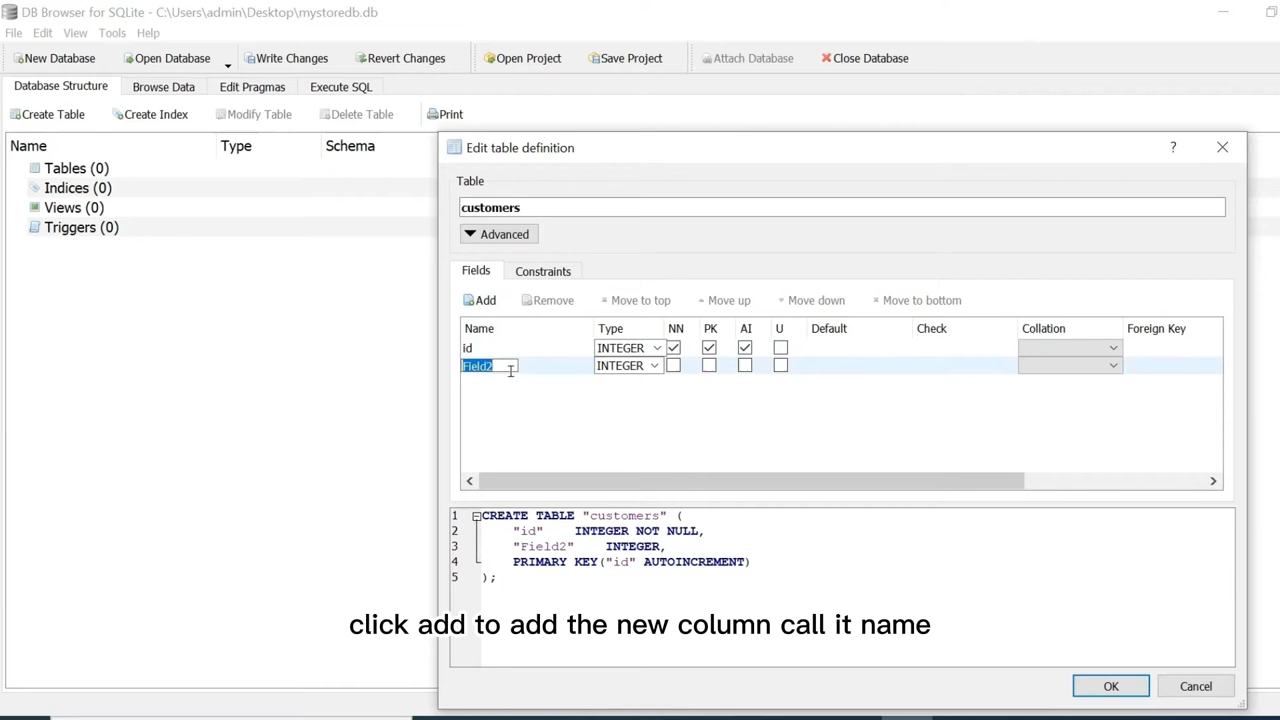 DB Browser for SQLite - C:\Users\admin\Desktop\mystoredb.db
File Edit View Tools Help
New Database Open Database Write Changes Revert Changes Open Project Save Project Attach Database Close Database
Database Structure Browse Data Edit Pragmas Execute SQL
Create Table Create Index Modify Table Delete Table Print
Name Type Schema
Tables (0)
Indices (0)
Views (0)
Triggers (0)
Edit table definition ?
Table
customers
Advanced
Fields Constraints
Add Remove Move to top Move up Move down Move to bottom
Name Type NN PK AI U Default Check Collation Foreign Key
id INTEGER
Field2 INTEGER
1 CREATE TABLE "customers" (
2 "id" INTEGER NOT NULL,
3 "Field2" INTEGER,
4 PRIMARY KEY("id" AUTOINCREMENT)
5 );
click add to add the new column call it name
OK Cancel